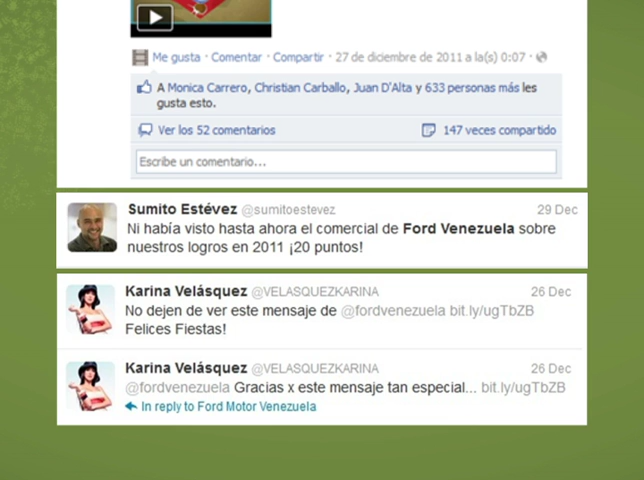 Me gusta · Comentar · Compartir · 27 de diciembre de 2011 a la(s) 0:07 ·
A Monica Carrero, Christian Carballo, Juan D'Alta y 633 personas más les
gusta esto.
Ver los 52 comentarios 147 veces compartido
Escribe un comentario...
Sumito Estévez @sumitoestevez 29 Dec
Ni había visto hasta ahora el comercial de Ford Venezuela sobre
nuestros logros en 2011 ¡20 puntos!
Karina Velásquez @VELASQUEZKARINA 26 Dec
No dejen de ver este mensaje de @fordvenezuela bit.ly/ugTbZB
Felices Fiestas!
Karina Velásquez @VELASQUEZKARINA 26 Dec
@fordvenezuela Gracias x este mensaje tan especial... bit.ly/ugTbZB
In reply to Ford Motor Venezuela